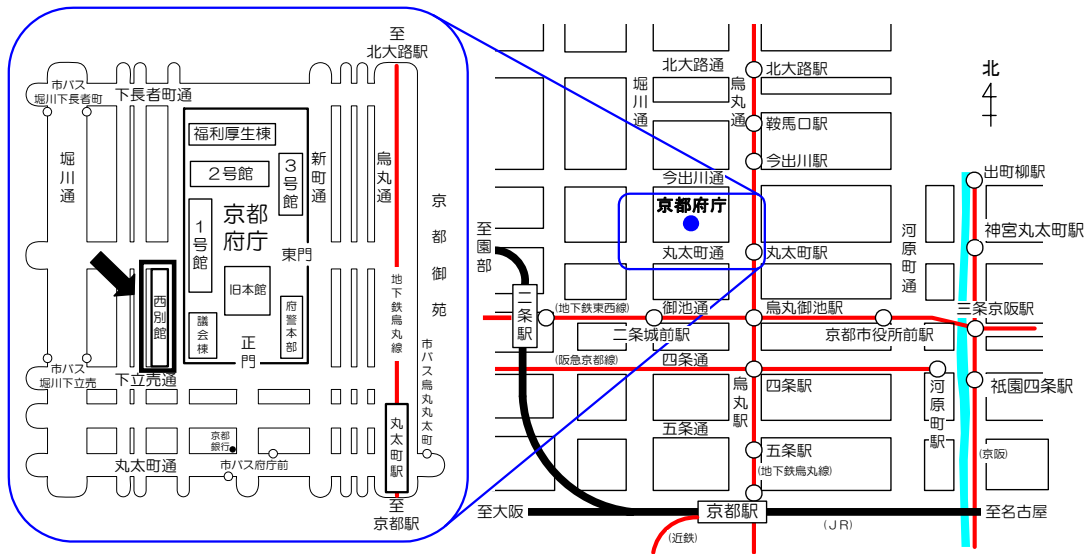 至
北大路駅
市バス
堀川下長者町
下長者町通
福利厚生棟
2号館
3号館
新町通
烏丸通
堀川通
1号館
京都
府庁
東門
京都御苑
地下鉄烏丸線
西別館
旧本館
議会棟
正門
府警本部
市バス
堀川下立売
下立売通
市バス烏丸丸太町
京都
銀行
丸太町駅
丸太町通
市バス府庁前
至
京都駅
北大路通
堀川通
烏丸通
北大路駅
北
鞍馬口駅
今出川駅
今出川通
出町柳駅
京都府庁
至園部
丸太町通
丸太町駅
河原町通
神宮丸太町駅
二条駅
(地下鉄東西線)
御池通
烏丸御池駅
三条京阪駅
二条城前駅
京都市役所前駅
(阪急京都線)
四条通
烏丸駅
四条駅
河原町駅
祇園四条駅
五条通
五条駅
(地下鉄烏丸線)
(京阪)
至大阪
京都駅
至名古屋
(近鉄)
(JR)